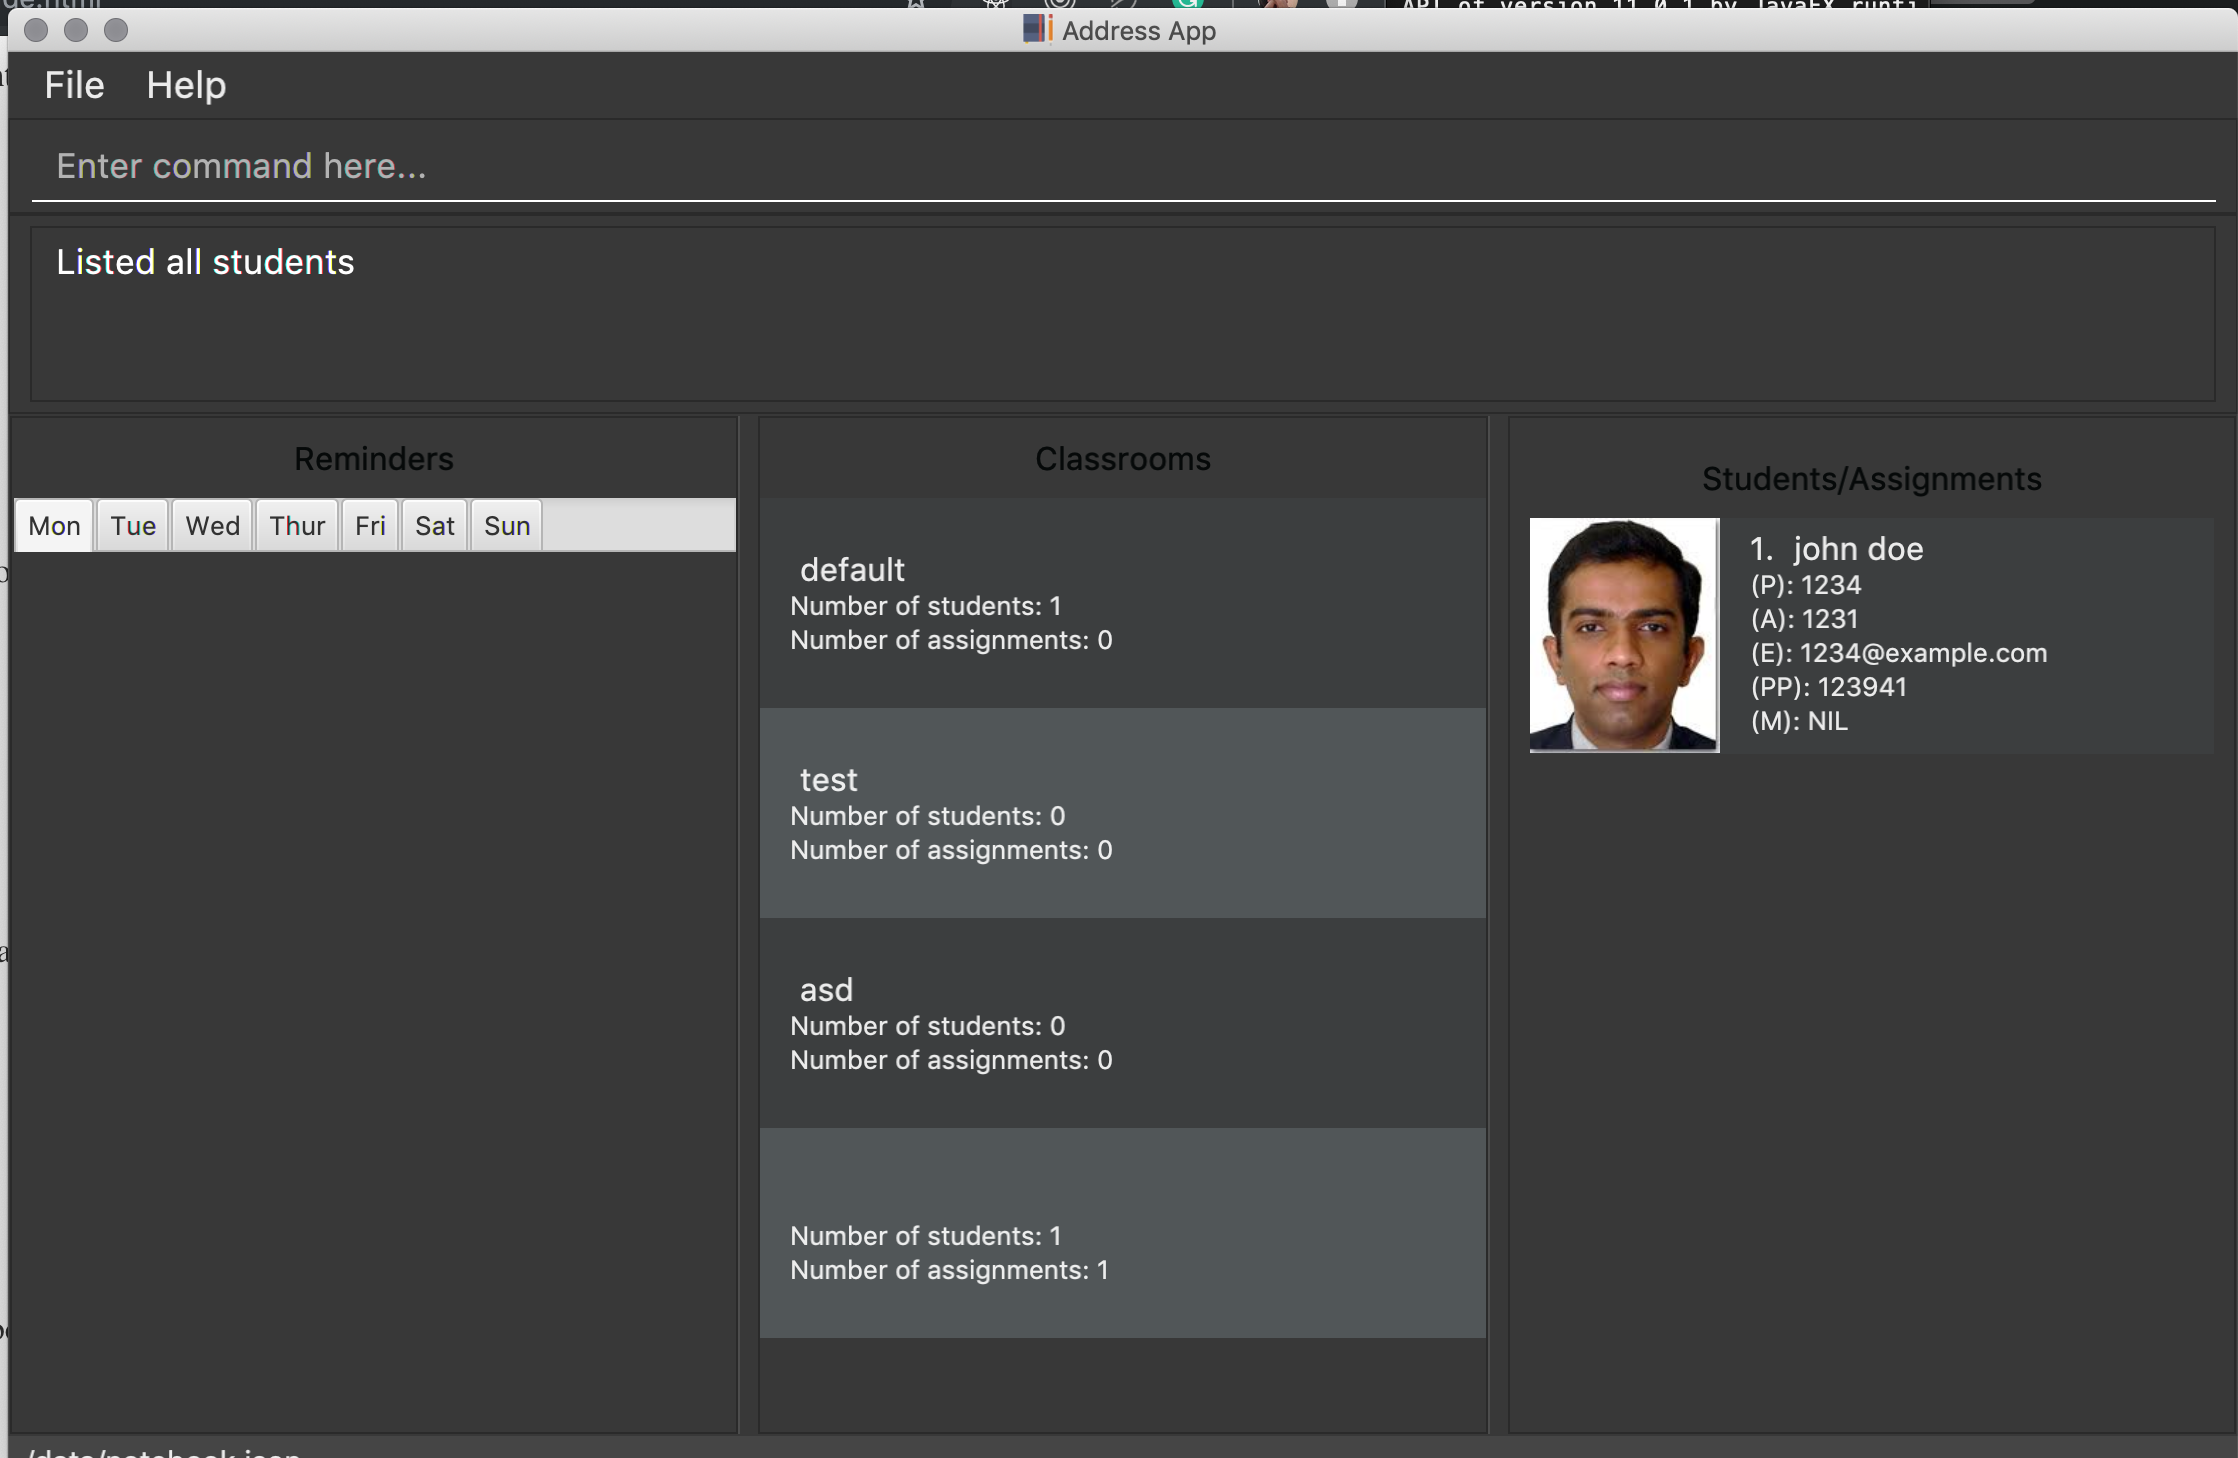 Address App
File Help
Enter command here...
Listed all students
Reminders
Mon Tue Wed Thur Fri Sat Sun
Classrooms
default
Number of students: 1
Number of assignments: 0
test
Number of students: 0
Number of assignments: 0
asd
Number of students: 0
Number of assignments: 0
Number of students: 1
Number of assignments: 1
Students/Assignments
1. john doe
(P): 1234
(A): 1231
(E): 1234@example.com
(PP): 123941
(M): NIL
/data/notebook.json